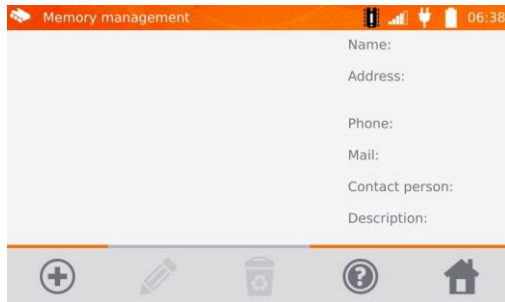 Memory management 06:38
Name:
Address:
Phone:
Mail:
Contact person:
Description: